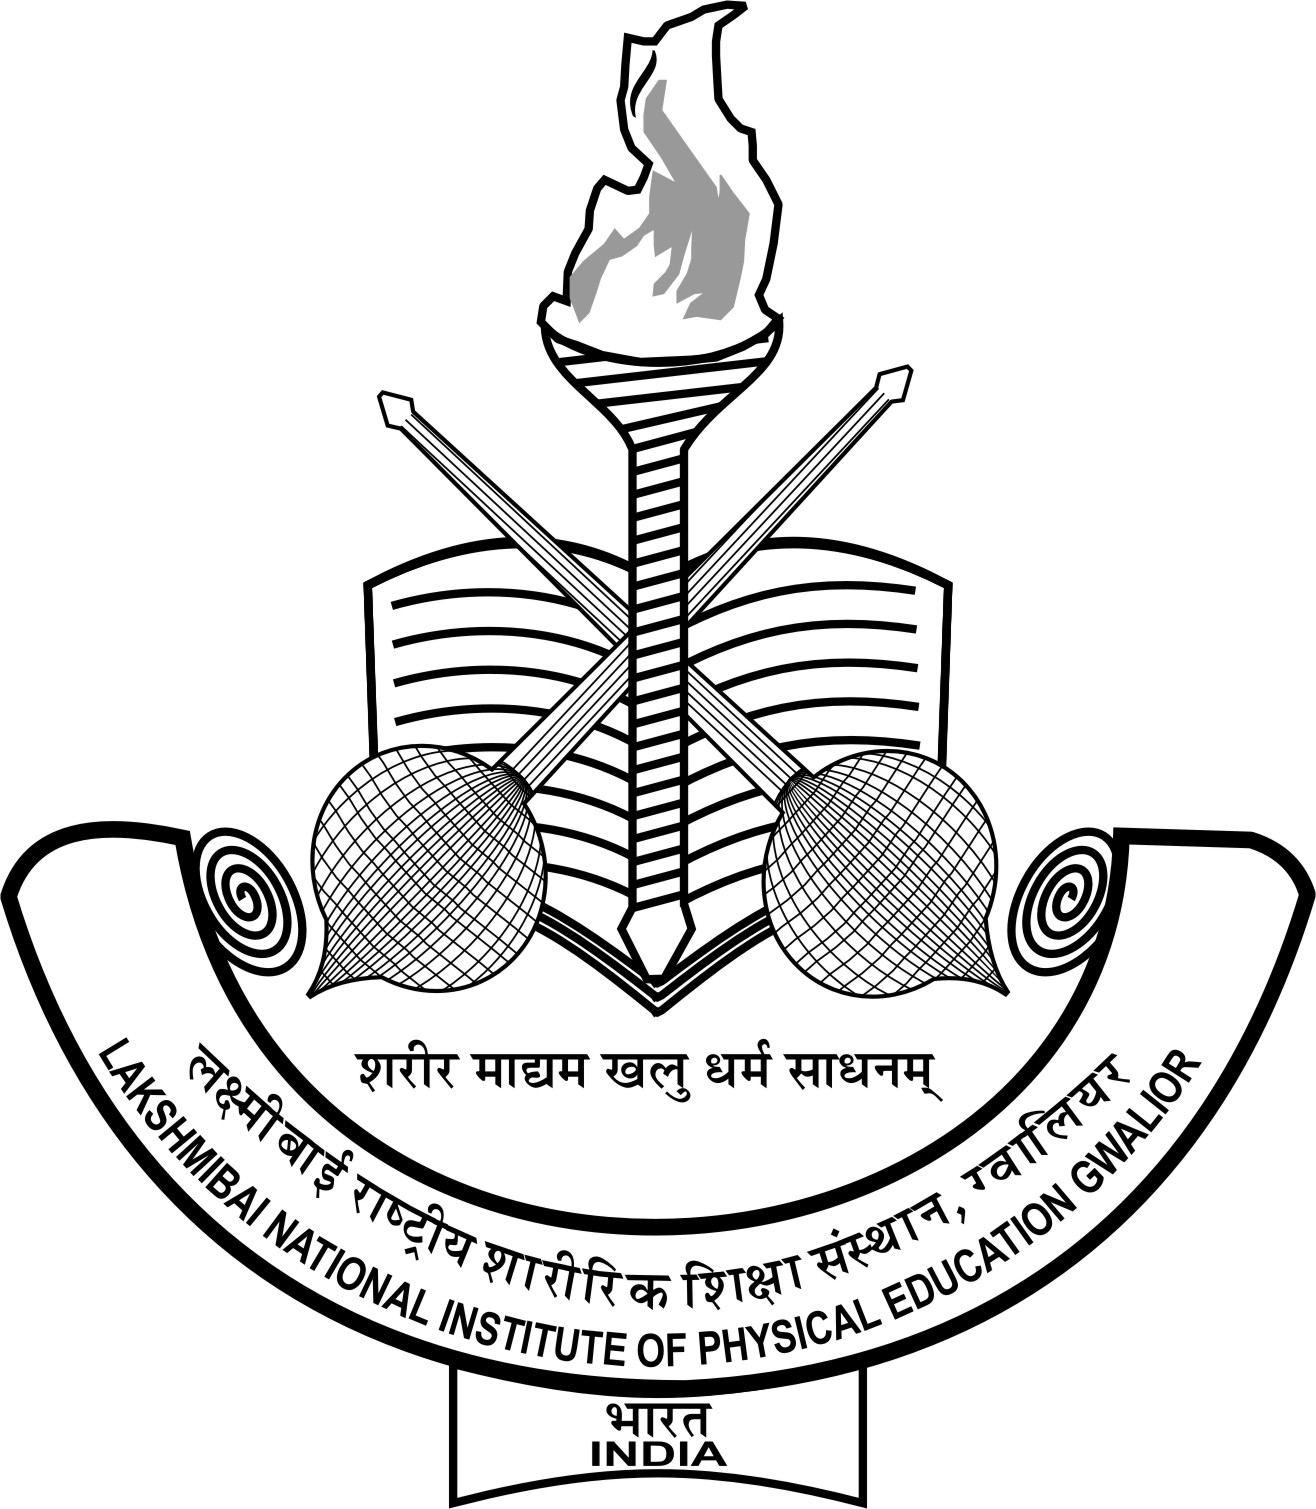 शरीर माद्यम खलु धर्म साधनम्
लक्ष्मीबाई राष्ट्रीय शारीरिक शिक्षा संस्थान, ग्वालियर
LAKSHMIBAI NATIONAL INSTITUTE OF PHYSICAL EDUCATION GWALIOR
भारत
INDIA